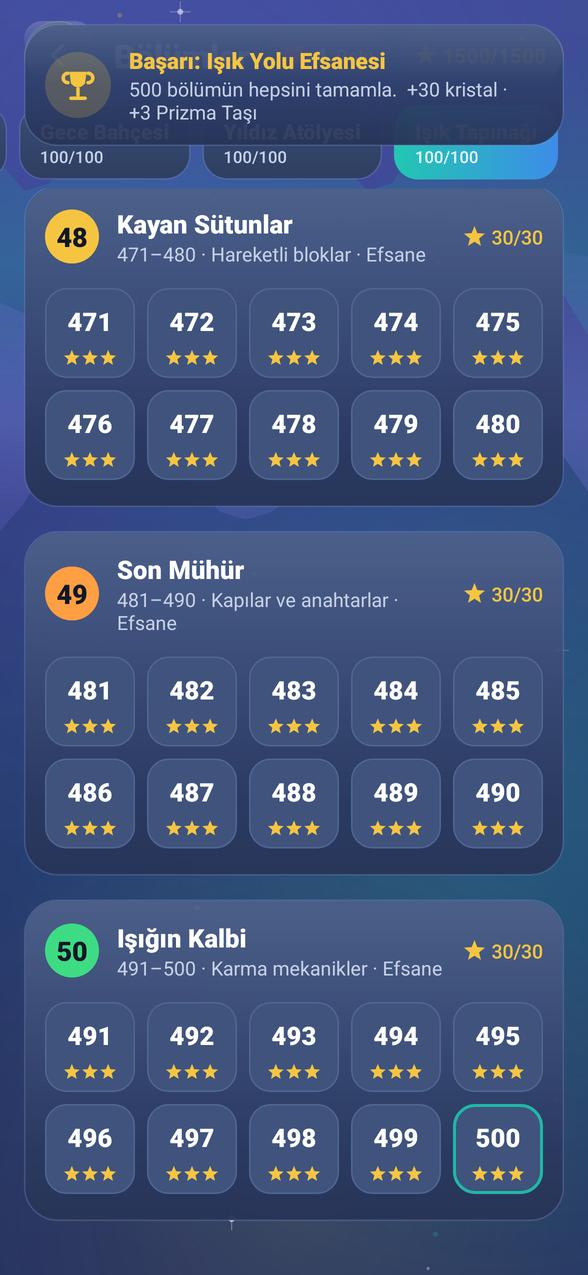 Bölümler
1500/1500
Başarı: Işık Yolu Efsanesi
500 bölümün hepsini tamamla. +30 kristal ·
+3 Prizma Taşı
Gece Bahçesi
100/100
Yıldız Atölyesi
100/100
Işık Tapınağı
100/100
48
Kayan Sütunlar
471–480 · Hareketli bloklar · Efsane
30/30
471 472 473 474 475
476 477 478 479 480
49
Son Mühür
481–490 · Kapılar ve anahtarlar ·
Efsane
30/30
481 482 483 484 485
486 487 488 489 490
50
Işığın Kalbi
491–500 · Karma mekanikler · Efsane
30/30
491 492 493 494 495
496 497 498 499 500